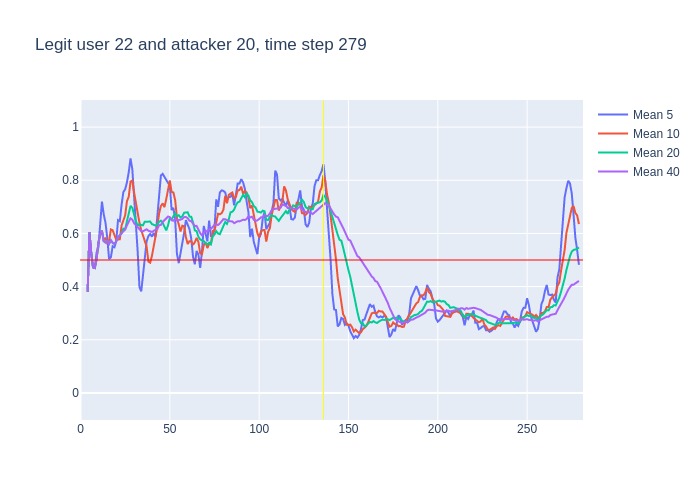 Legit user 22 and attacker 20, time step 279
Mean 5
Mean 10
Mean 20
Mean 40
1
0.8
0.6
0.4
0.2
0
0 50 100 150 200 250